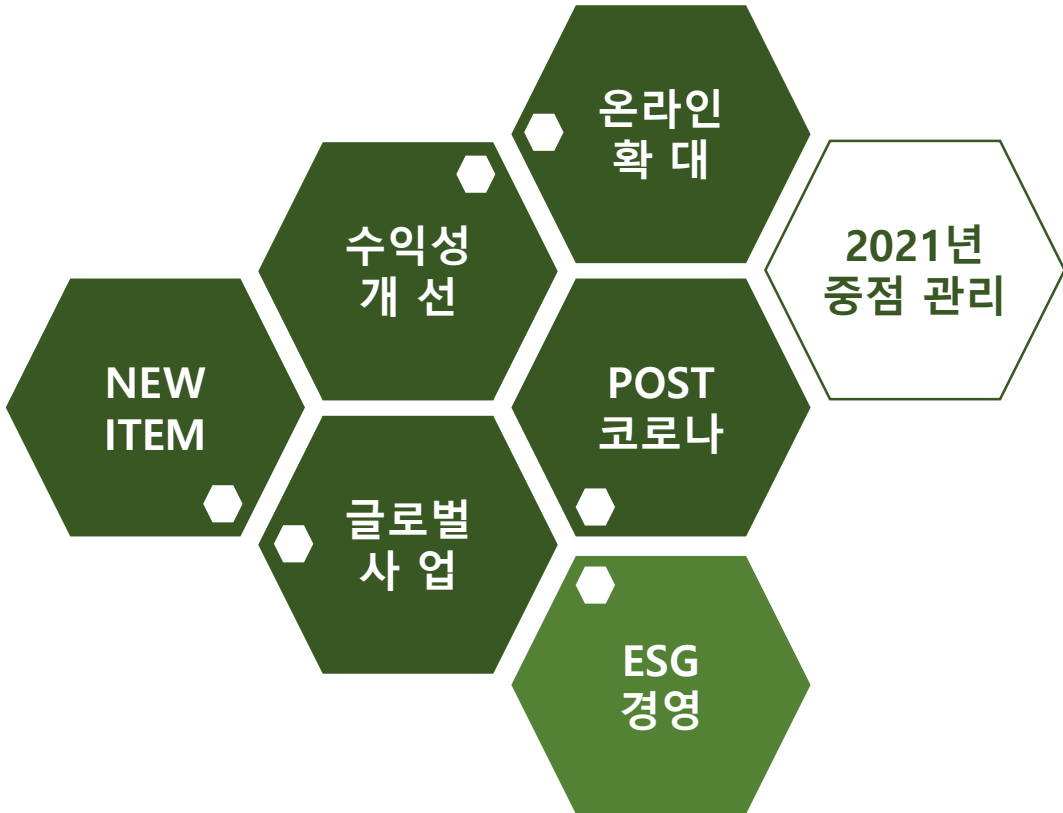 온라인
확 대
수익성
개 선
2021년
중점 관리
NEW
ITEM
POST
코로나
글로벌
사 업
ESG
경영